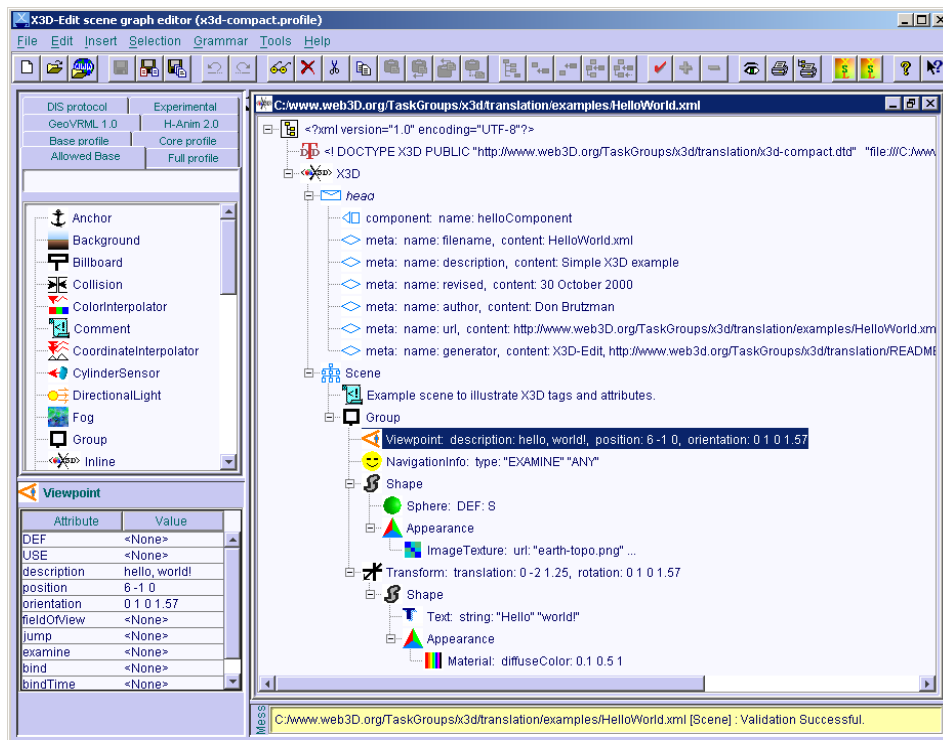 X3D-Edit scene graph editor (x3d-compact.profile)
File Edit Insert Selection Grammar Tools Help
DIS protocol Experimental
GeoVRML 1.0 H-Anim 2.0
Base profile Core profile
Allowed Base Full profile
Anchor
Background
Billboard
Collision
ColorInterpolator
Comment
CoordinateInterpolator
CylinderSensor
DirectionalLight
Fog
Group
Inline
Viewpoint
Attribute Value
DEF <None>
USE <None>
description hello, world!
position 6 -1 0
orientation 0 1 0 1.57
fieldOfView <None>
jump <None>
examine <None>
bind <None>
bindTime <None>
C:/www.web3D.org/TaskGroups/x3d/translation/examples/HelloWorld.xml
<?xml version="1.0" encoding="UTF-8"?>
<! DOCTYPE X3D PUBLIC "http://www.web3D.org/TaskGroups/x3d/translation/x3d-compact.dtd" "file:///C:/www
X3D
head
component: name: helloComponent
meta: name: filename, content: HelloWorld.xml
meta: name: description, content: Simple X3D example
meta: name: revised, content: 30 October 2000
meta: name: author, content: Don Brutzman
meta: name: url, content: http://www.web3D.org/TaskGroups/x3d/translation/examples/HelloWorld.xm
meta: name: generator, content: X3D-Edit, http://www.web3d.org/TaskGroups/x3d/translation/README
Scene
Example scene to illustrate X3D tags and attributes.
Group
Viewpoint: description: hello, world!, position: 6 -1 0, orientation: 0 1 0 1.57
NavigationInfo: type: "EXAMINE" "ANY"
Shape
Sphere: DEF: S
Appearance
ImageTexture: url: "earth-topo.png" ...
Transform: translation: 0 -2 1.25, rotation: 0 1 0 1.57
Shape
Text: string: "Hello" "world!"
Appearance
Material: diffuseColor: 0.1 0.5 1
Mess
C:/www.web3D.org/TaskGroups/x3d/translation/examples/HelloWorld.xml [Scene] : Validation Successful.